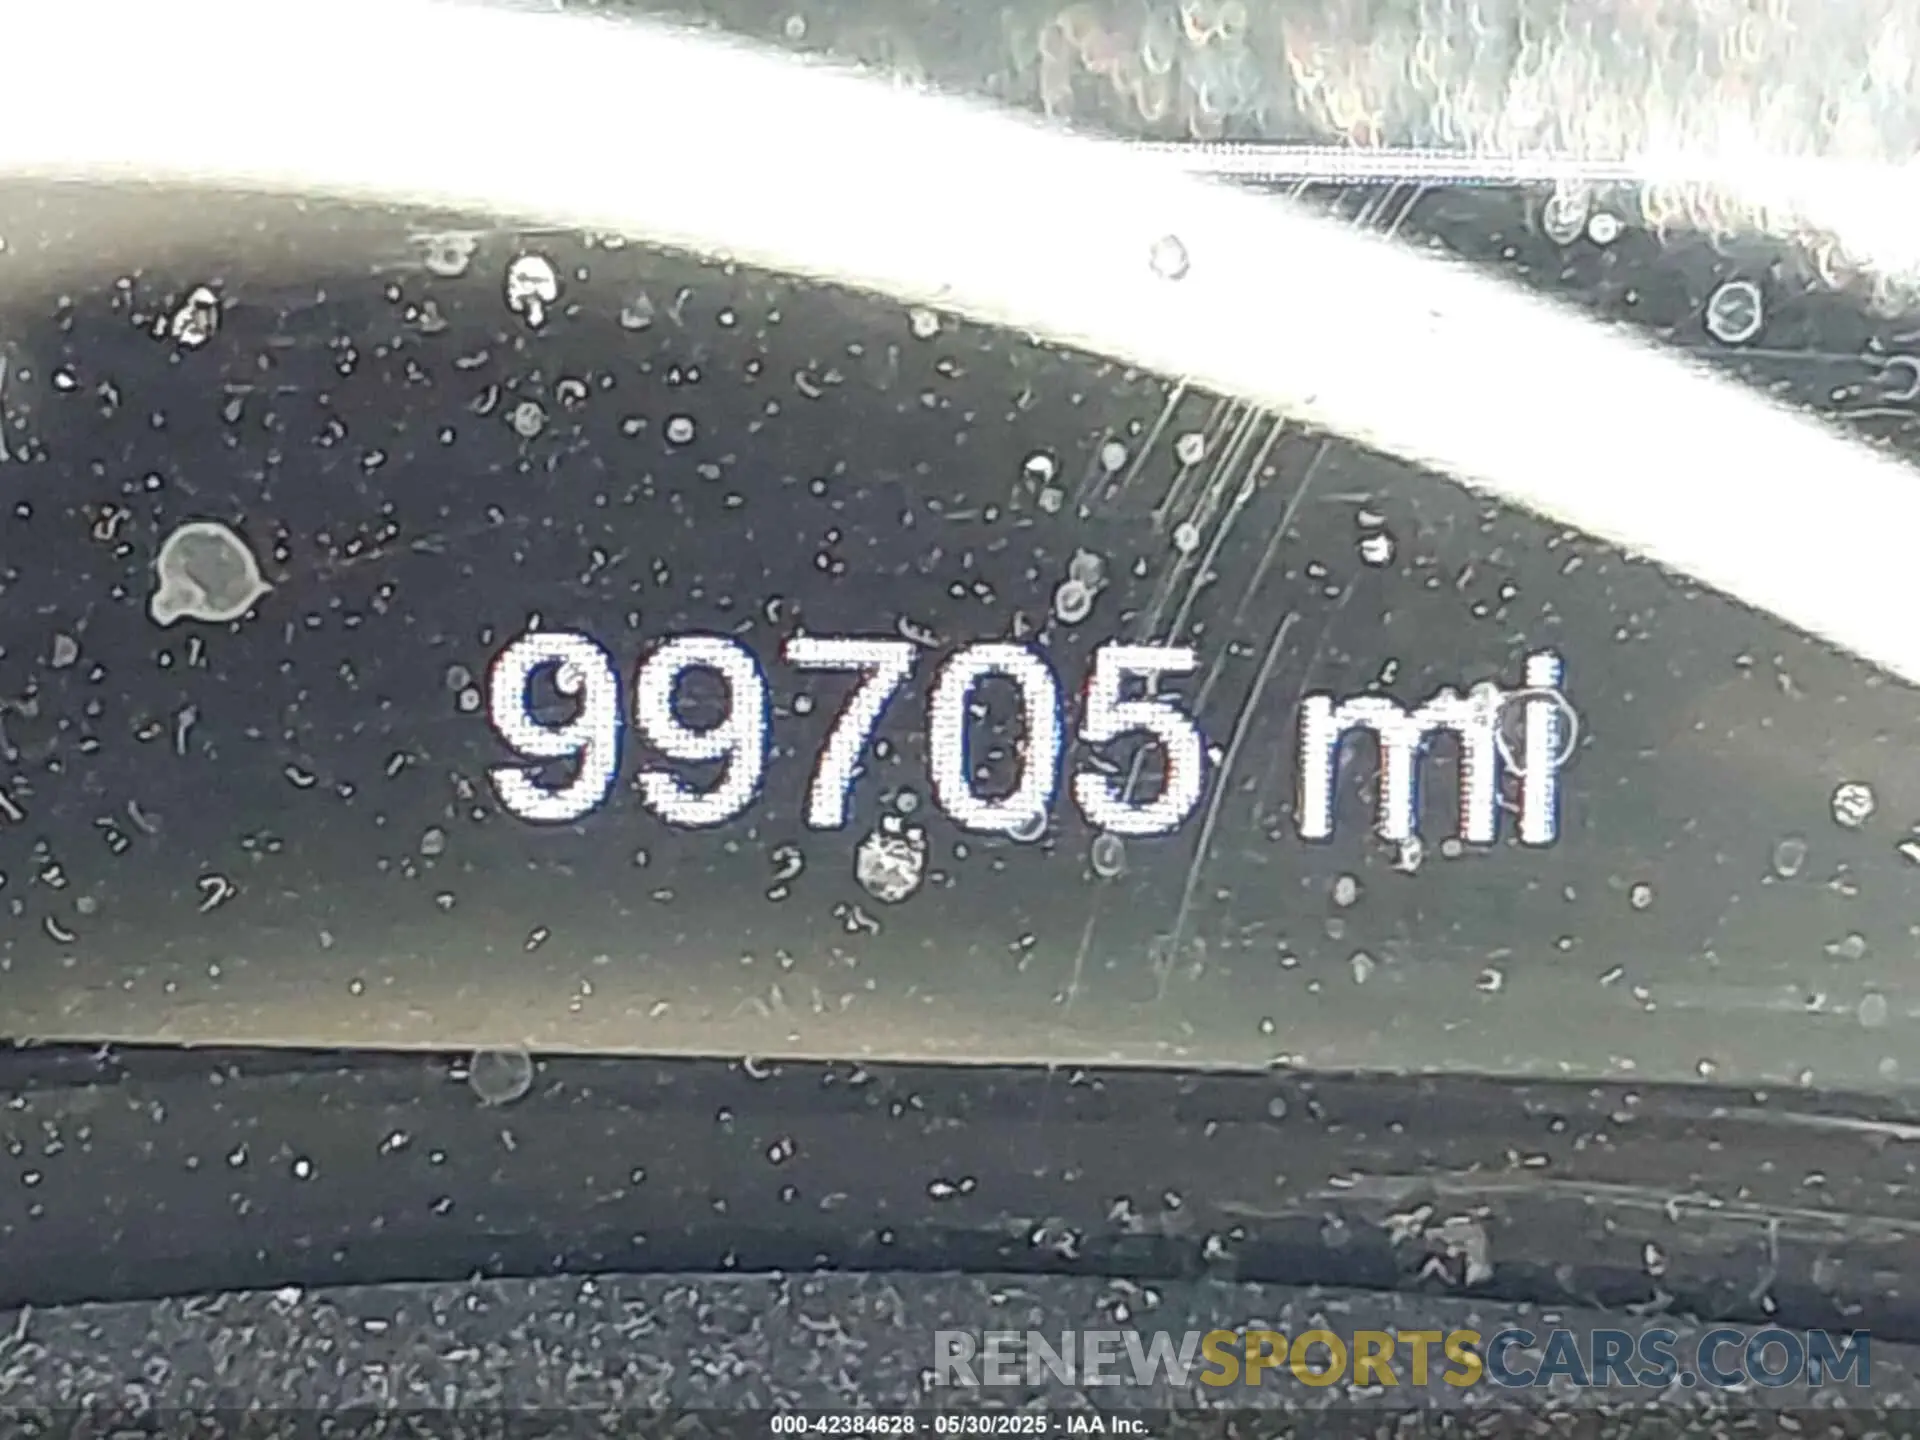 99705 mi
RENEWSPORTSCARS.COM
000-42384628 - 05/30/2025 - IAA Inc.